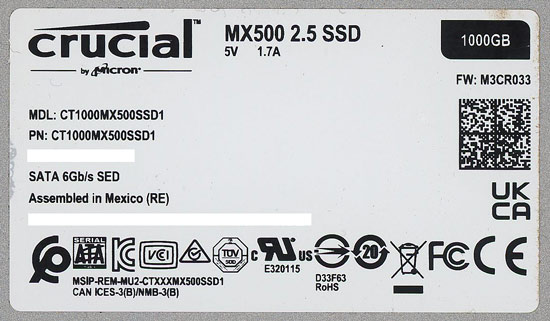 crucial™
by Micron
MX500 2.5 SSD
5V 1.7A
1000GB
FW: M3CR033
MDL: CT1000MX500SSD1
PN: CT1000MX500SSD1
SATA 6Gb/s SED
Assembled in Mexico (RE)
UK
CA
SERIAL
ATA
VCI
TÜV
SÜD
c RU us
E320115
D33F63
RoHS
20
FC CE
MSIP-REM-MU2-CTXXXMX500SSD1
CAN ICES-3(B)/NMB-3(B)